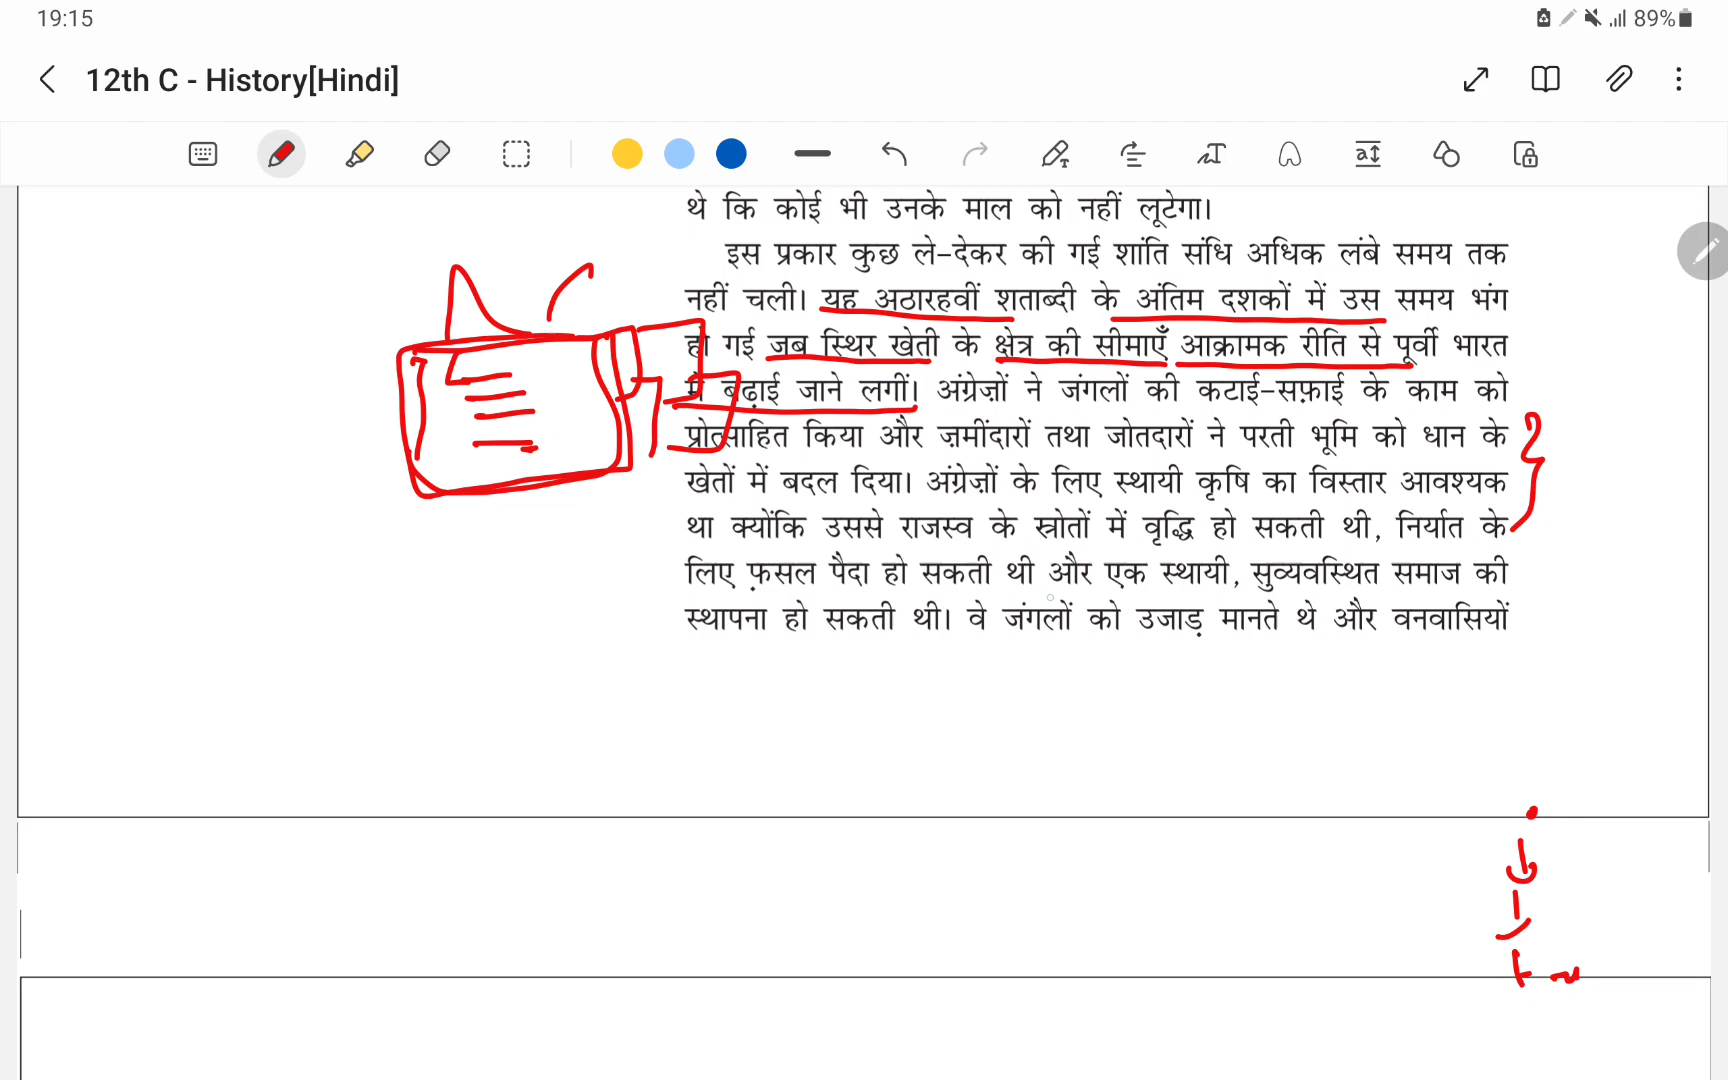 19:15
89%
12th C - History[Hindi]
थे कि कोई भी उनके माल को नहीं लूटेगा।
इस प्रकार कुछ ले-देकर की गई शांति संधि अधिक लंबे समय तक
नहीं चली। यह अठारहवीं शताब्दी के अंतिम दशकों में उस समय भंग
हो गई जब स्थिर खेती के क्षेत्र की सीमाएँ आक्रामक रीति से पूर्वी भारत
में बढ़ाई जाने लगीं। अंग्रेज़ों ने जंगलों की कटाई-सफ़ाई के काम को
प्रोत्साहित किया और ज़मींदारों तथा जोतदारों ने परती भूमि को धान के
खेतों में बदल दिया। अंग्रेज़ों के लिए स्थायी कृषि का विस्तार आवश्यक
था क्योंकि उससे राजस्व के स्रोतों में वृद्धि हो सकती थी, निर्यात के
लिए फ़सल पैदा हो सकती थी और एक स्थायी, सुव्यवस्थित समाज की
स्थापना हो सकती थी। वे जंगलों को उजाड़ मानते थे और वनवासियों